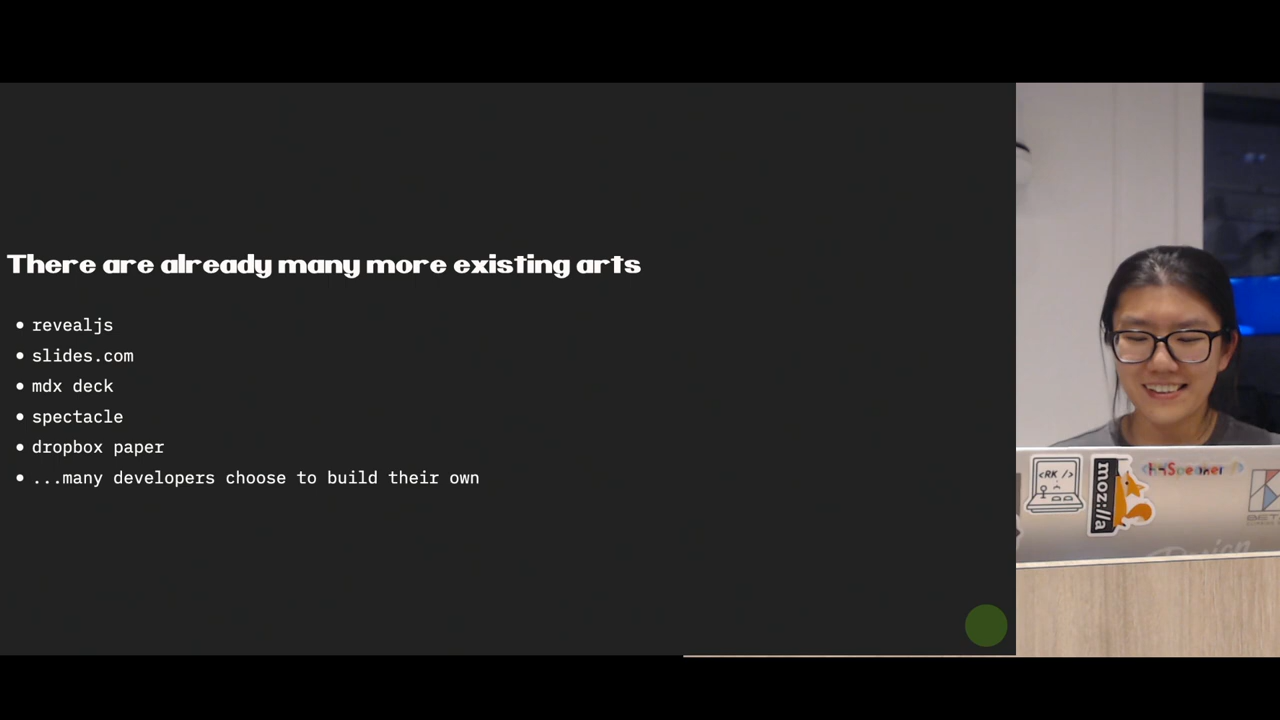 There are already many more existing arts
revealjs
slides.com
mdx deck
spectacle
dropbox paper
...many developers choose to build their own
<RK />
moz://a
Design